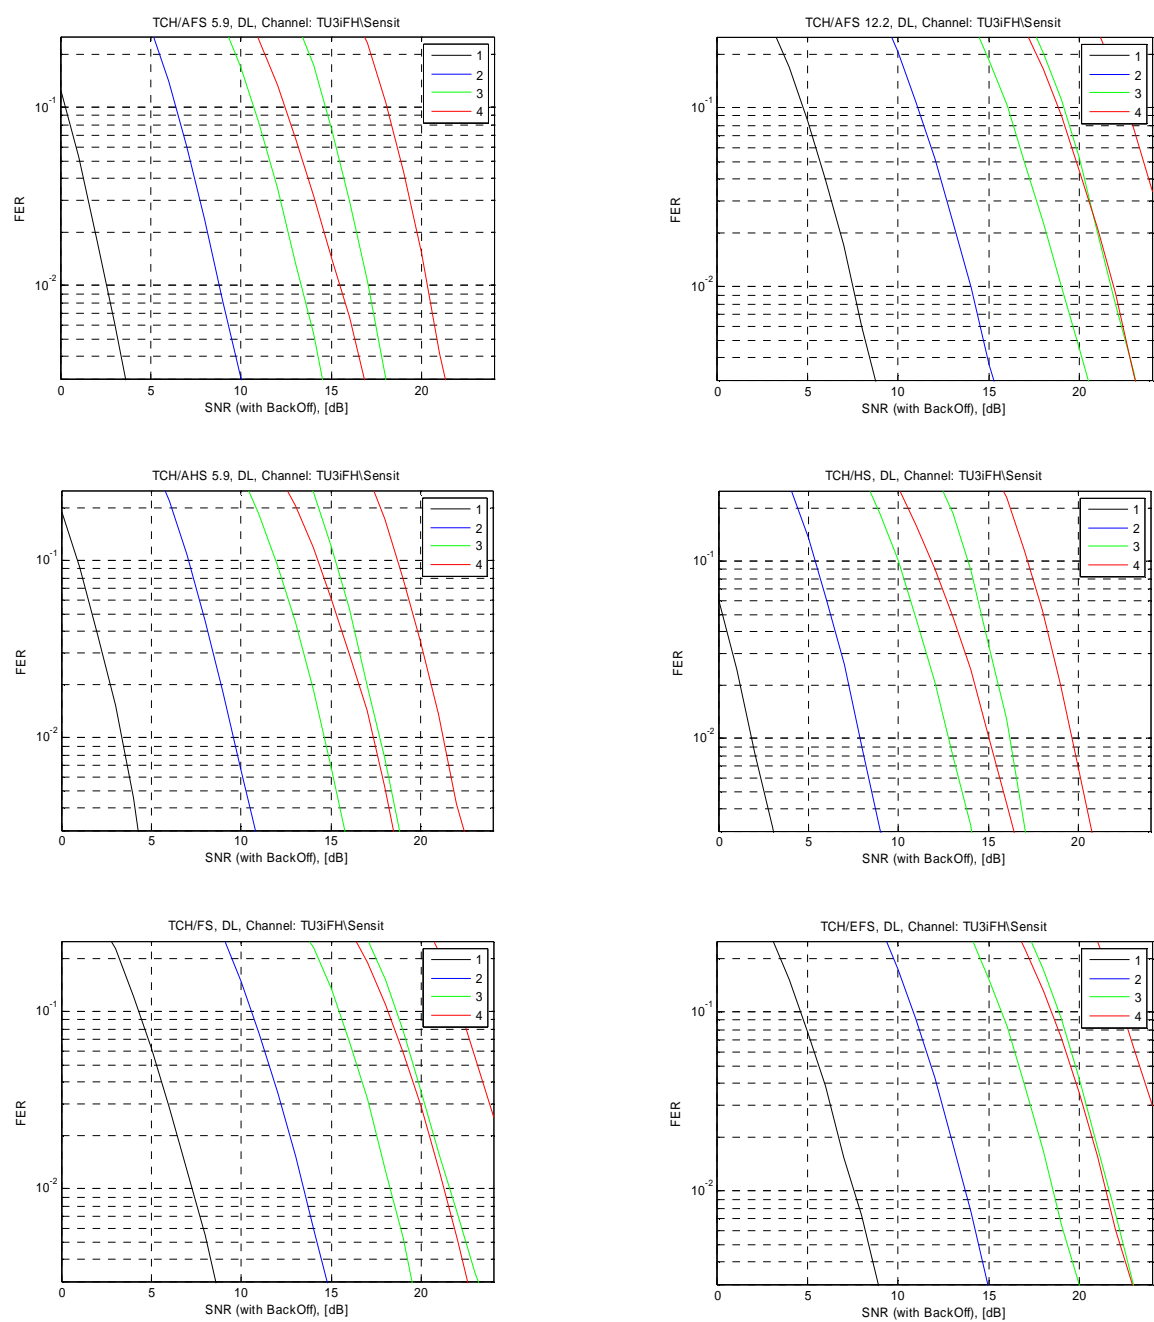 TCH/AFS 5.9, DL, Channel: TU3iFH\Sensit
FER
10^-1
10^-2
0 5 10 15 20
SNR (with BackOff), [dB]
1
2
3
4
TCH/AFS 12.2, DL, Channel: TU3iFH\Sensit
FER
10^-1
10^-2
0 5 10 15 20
SNR (with BackOff), [dB]
1
2
3
4
TCH/AHS 5.9, DL, Channel: TU3iFH\Sensit
FER
10^-1
10^-2
0 5 10 15 20
SNR (with BackOff), [dB]
1
2
3
4
TCH/HS, DL, Channel: TU3iFH\Sensit
FER
10^-1
10^-2
0 5 10 15 20
SNR (with BackOff), [dB]
1
2
3
4
TCH/FS, DL, Channel: TU3iFH\Sensit
FER
10^-1
10^-2
0 5 10 15 20
SNR (with BackOff), [dB]
1
2
3
4
TCH/EFS, DL, Channel: TU3iFH\Sensit
FER
10^-1
10^-2
0 5 10 15 20
SNR (with BackOff), [dB]
1
2
3
4